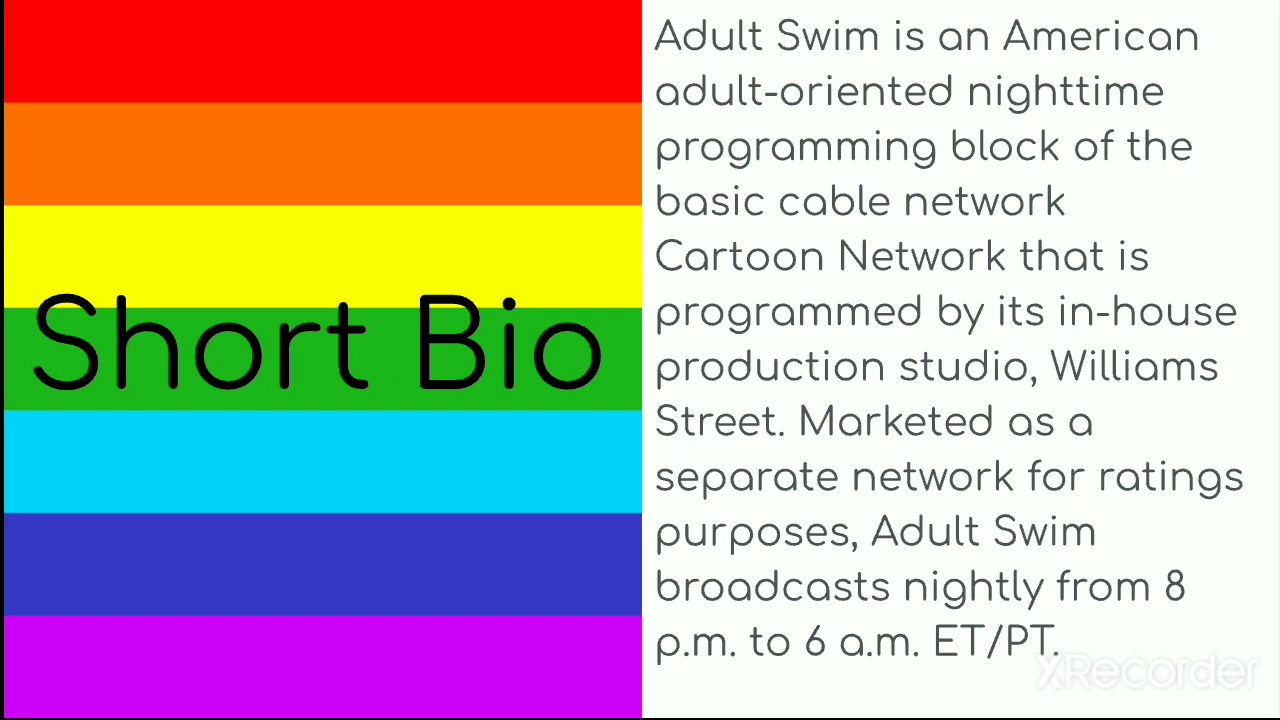 Short Bio
Adult Swim is an American
adult-oriented nighttime
programming block of the
basic cable network
Cartoon Network that is
programmed by its in-house
production studio, Williams
Street. Marketed as a
separate network for ratings
purposes, Adult Swim
broadcasts nightly from 8
p.m. to 6 a.m. ET/PT.
XRecorder